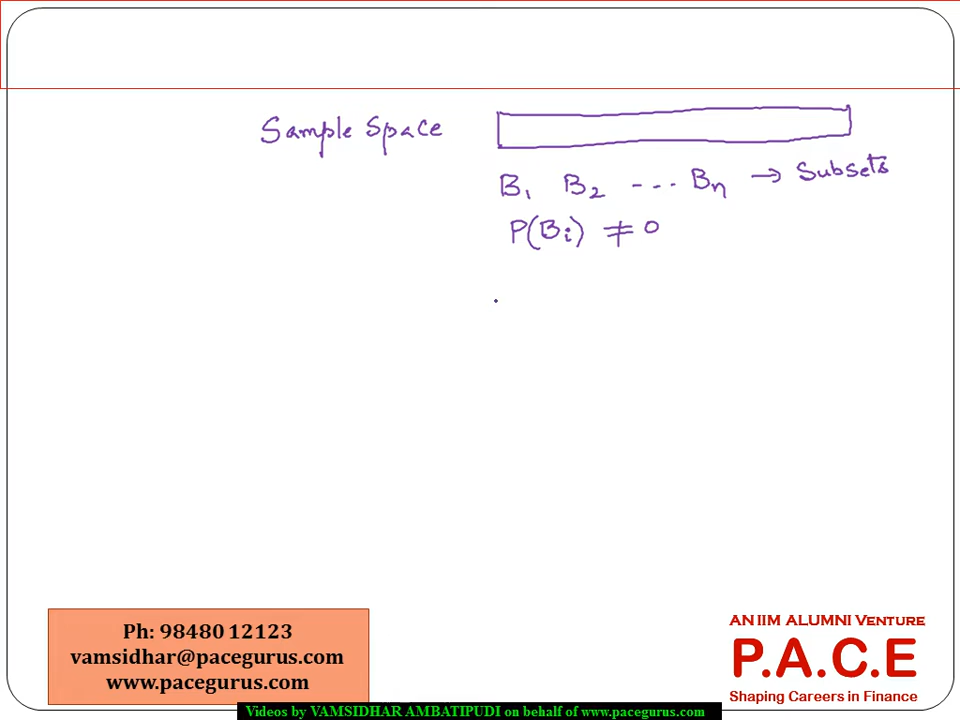 Sample Space
B1 B2 --... Bn → Subsets
P(Bi) ≠ 0
Ph: 98480 12123
vamsidhar@pacegurus.com
www.pacegurus.com
AN IIM ALUMNI VENTURE
P.A.C.E
Shaping Careers in Finance
Videos by VAMSIDHAR AMBATIPUDI on behalf of www.pacegurus.com